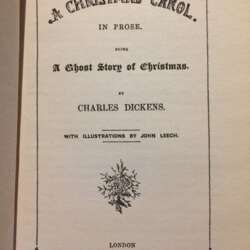 A CHRISTMAS CAROL.
IN PROSE.
BEING
A Ghost Story of Christmas.
BY
CHARLES DICKENS.
WITH ILLUSTRATIONS BY JOHN LEECH.
LONDON